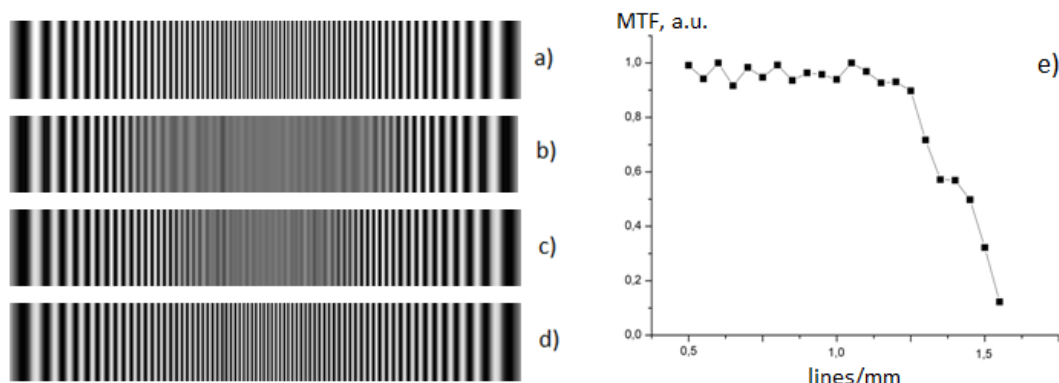 a)
b)
c)
d)
MTF, a.u.
e)
1,0
0,8
0,6
0,4
0,2
0,0
0,5 1,0 1,5
lines/mm